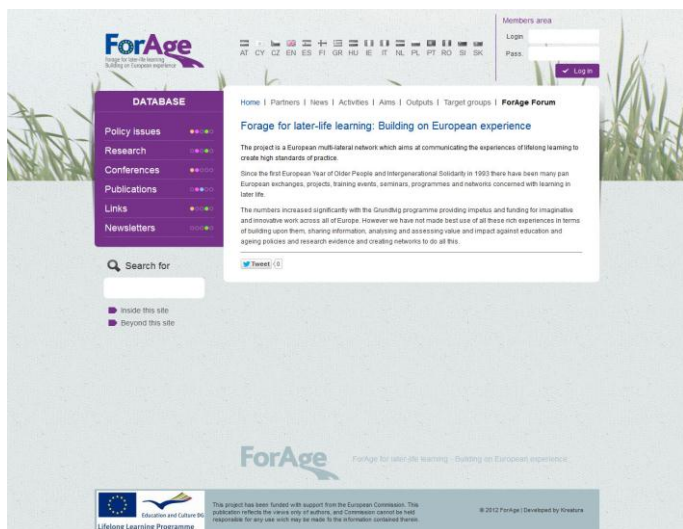 ForAge
Forage for later-life learning
Building on European experience
AT CY CZ EN ES FI GR HU IE IT NL PL PT RO SI SK
Members area
Login
Pass.
Log in
DATABASE
Policy issues
Research
Conferences
Publications
Links
Newsletters
Search for
Inside this site
Beyond this site
Home | Partners | News | Activities | Aims | Outputs | Target groups | ForAge Forum
Forage for later-life learning: Building on European experience
The project is a European multi-lateral network which aims at communicating the experiences of lifelong learning to
create high standards of practice.
Since the first European Year of Older People and Intergenerational Solidarity in 1993 there have been many pan
European exchanges, projects, training events, seminars, programmes and networks concerned with learning in
later life.
The numbers increased significantly with the Grundtvig programme providing impetus and funding for imaginative
and innovative work across all of Europe. However we have not made best use of all these rich experiences in terms
of building upon them, sharing information, analysing and assessing value and impact against education and
ageing policies and research evidence and creating networks to do all this.
Tweet 0
ForAge
ForAge for later-life learning - Building on European experience
Education and Culture DG
Lifelong Learning Programme
This project has been funded with support from the European Commission. This
publication reflects the views only of authors, and Commission cannot be held
responsible for any use wich may be made fo the information contained therein.
© 2012 ForAge | Developed by Kreatura